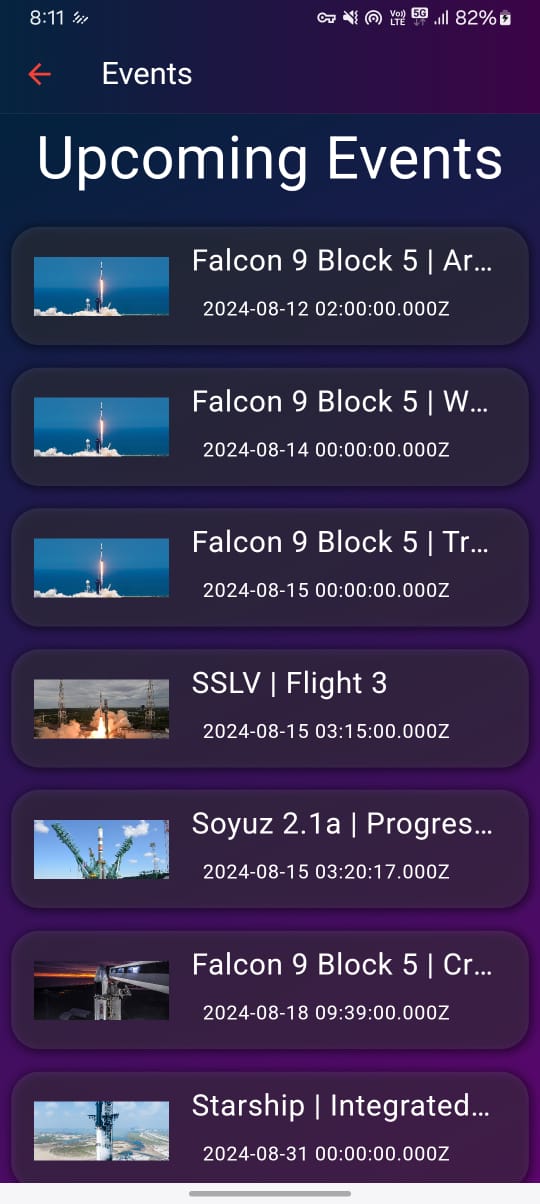 8:11
Vo))
LTE
5G
82%
Events
Upcoming Events
Falcon 9 Block 5 | Ar...
2024-08-12 02:00:00.000Z
Falcon 9 Block 5 | W...
2024-08-14 00:00:00.000Z
Falcon 9 Block 5 | Tr...
2024-08-15 00:00:00.000Z
SSLV | Flight 3
2024-08-15 03:15:00.000Z
Soyuz 2.1a | Progres...
2024-08-15 03:20:17.000Z
Falcon 9 Block 5 | Cr...
2024-08-18 09:39:00.000Z
Starship | Integrated...
2024-08-31 00:00:00.000Z